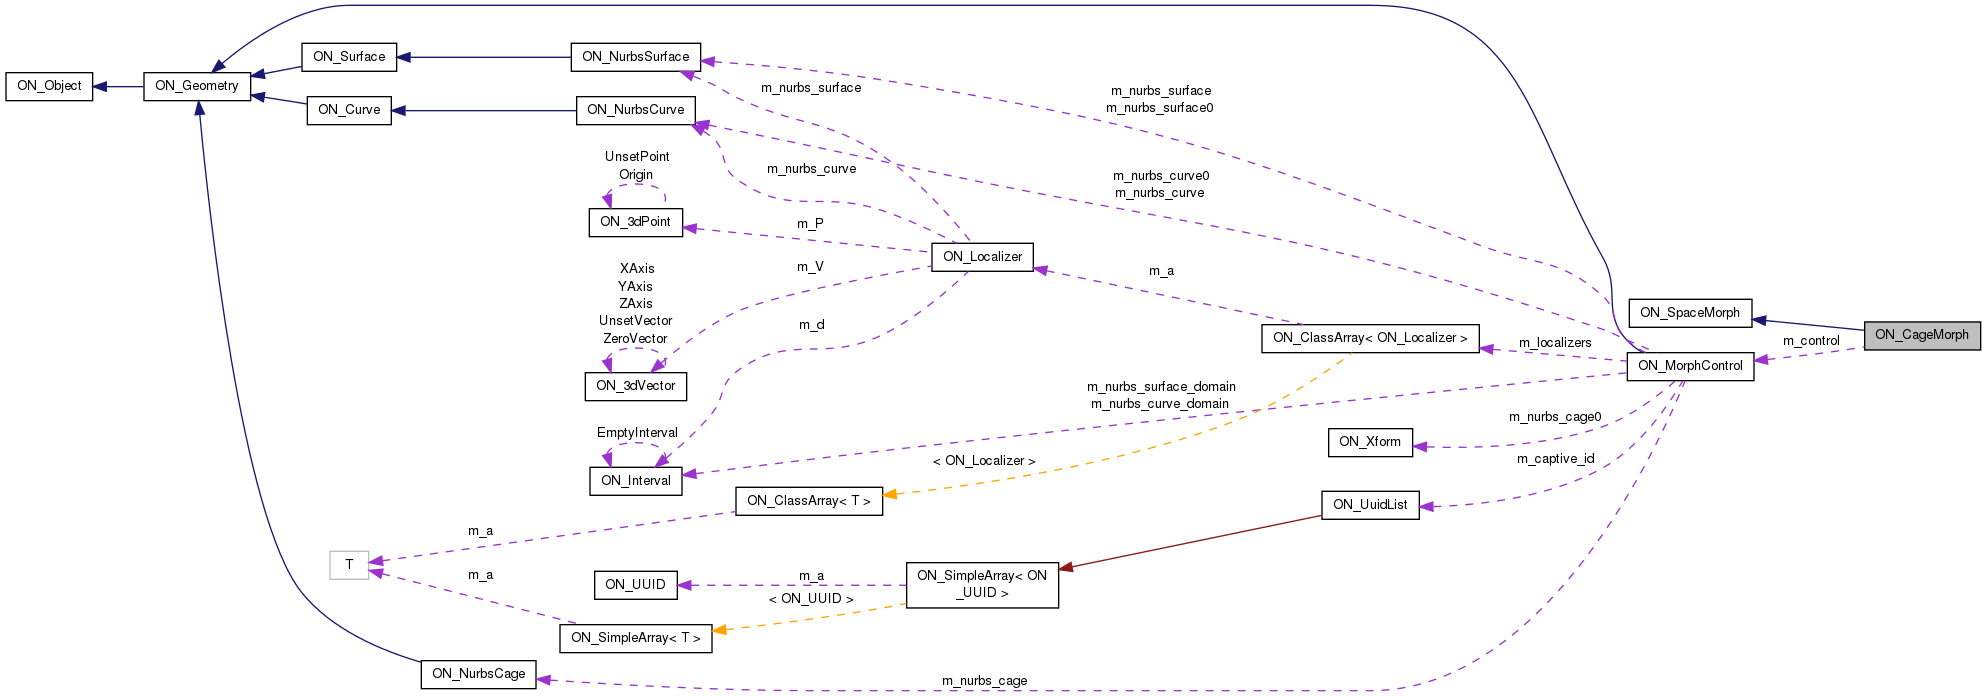 ON_Object
ON_Geometry
ON_Surface
ON_Curve
ON_NurbsSurface
ON_NurbsCurve
m_nurbs_surface
m_nurbs_surface
m_nurbs_surface0
UnsetPoint
Origin
ON_3dPoint
m_nurbs_curve
m_nurbs_curve0
m_nurbs_curve
m_P
ON_Localizer
m_V
m_a
XAxis
YAxis
ZAxis
UnsetVector
ZeroVector
ON_3dVector
m_d
ON_ClassArray< ON_Localizer >
m_localizers
ON_SpaceMorph
ON_CageMorph
m_control
ON_MorphControl
m_nurbs_surface_domain
m_nurbs_curve_domain
m_nurbs_cage0
ON_Xform
EmptyInterval
ON_Interval
< ON_Localizer >
m_captive_id
ON_ClassArray< T >
ON_UuidList
m_a
T
m_a
ON_UUID
m_a
< ON_UUID >
ON_SimpleArray< ON
_UUID >
ON_SimpleArray< T >
ON_NurbsCage
m_nurbs_cage